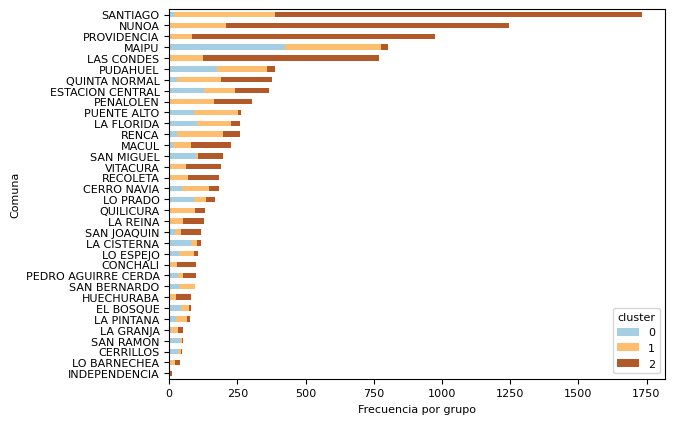 SANTIAGO
NUNOA
PROVIDENCIA
MAIPU
LAS CONDES
PUDAHUEL
QUINTA NORMAL
ESTACION CENTRAL
PENALOLEN
PUENTE ALTO
LA FLORIDA
RENCA
MACUL
SAN MIGUEL
VITACURA
RECOLETA
CERRO NAVIA
LO PRADO
QUILICURA
LA REINA
SAN JOAQUIN
LA CISTERNA
LO ESPEJO
CONCHALI
PEDRO AGUIRRE CERDA
SAN BERNARDO
HUECHURABA
EL BOSQUE
LA PINTANA
LA GRANJA
SAN RAMON
CERRILLOS
LO BARNECHEA
INDEPENDENCIA
Comuna
cluster
0
1
2
0 250 500 750 1000 1250 1500 1750
Frecuencia por grupo